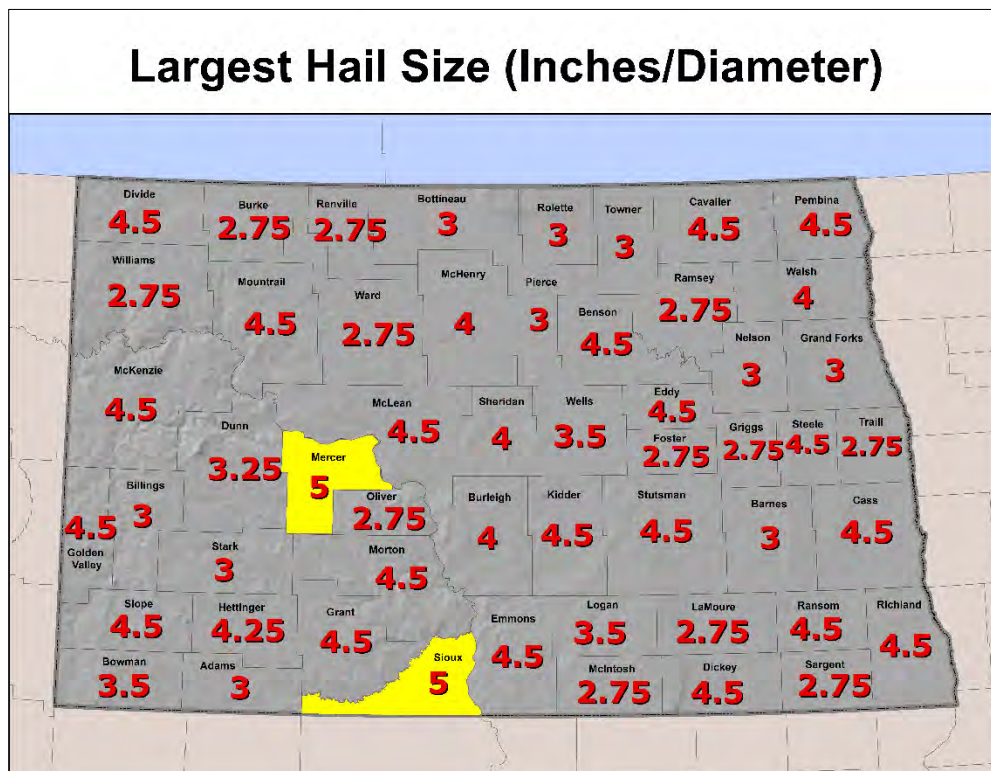 Largest Hail Size (Inches/Diameter)
Divide
4.5
Burke
2.75
Renville
2.75
Bottineau
3
Rolette
3
Towner
3
Cavalier
4.5
Pembina
4.5
Williams
2.75
Mountrail
4.5
Ward
2.75
McHenry
4
Pierce
3
Benson
4.5
Ramsey
2.75
Walsh
4
McKenzie
4.5
Dunn
3.25
McLean
4.5
Sheridan
4
Wells
3.5
Eddy
4.5
Foster
2.75
Nelson
3
Grand Forks
3
Griggs
2.75
Steele
4.5
Traill
2.75
Mercer
5
Oliver
2.75
Billings
3
4.5
Golden
Valley
Stark
3
Morton
4.5
Burleigh
4
Kidder
4.5
Stutsman
4.5
Barnes
3
Cass
4.5
Slope
4.5
Hettinger
4.25
Grant
4.5
Emmons
4.5
Logan
3.5
LaMoure
2.75
Ransom
4.5
Richland
4.5
Bowman
3.5
Adams
3
Sioux
5
McIntosh
2.75
Dickey
4.5
Sargent
2.75